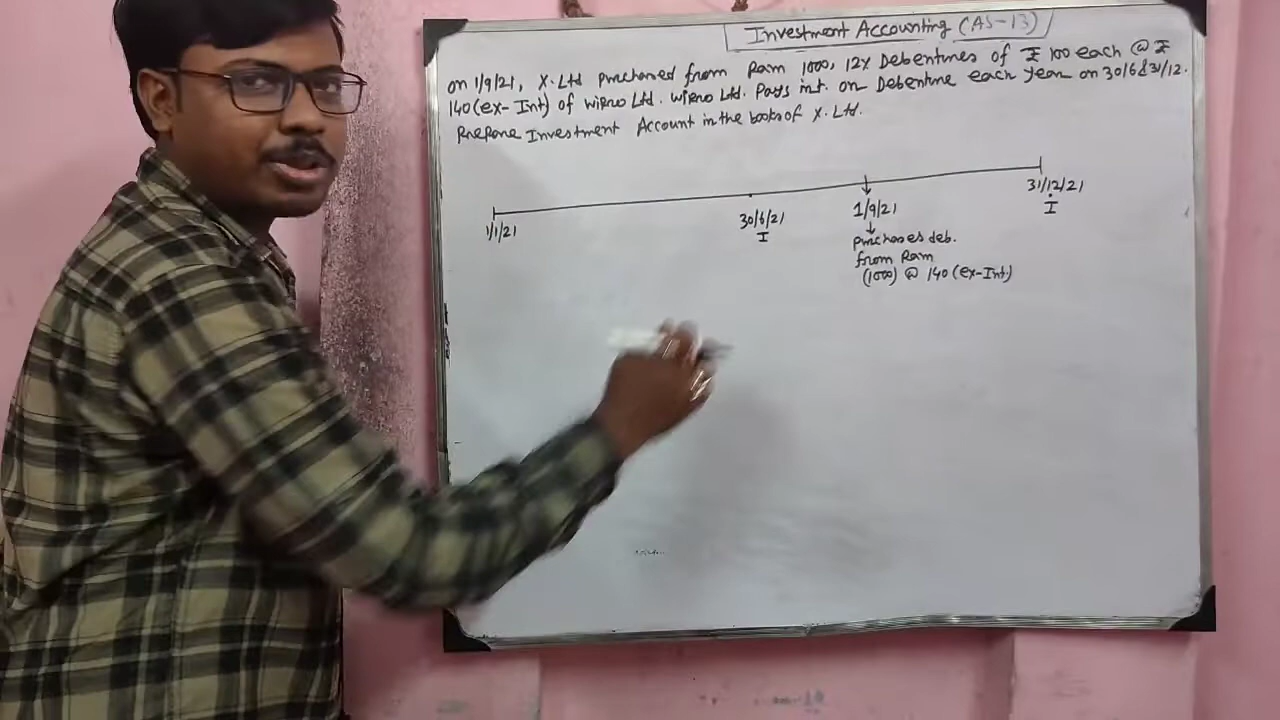 Investment Accounting (AS-13)
on 1/9/21, X.Ltd purchased from Ram 1000, 12% Debentures of ₹ 100 each @ ₹
140 (ex-Int) of Wipro Ltd. Wipro Ltd. Pays int. on Debenture each year on 30/6 & 31/12.
Prepare Investment Account in the books of X.Ltd.
1/1/21
30/6/21
I
1/9/21
Purchases deb.
from Ram
(1000) @ 140 (ex-Int.)
31/12/21
I